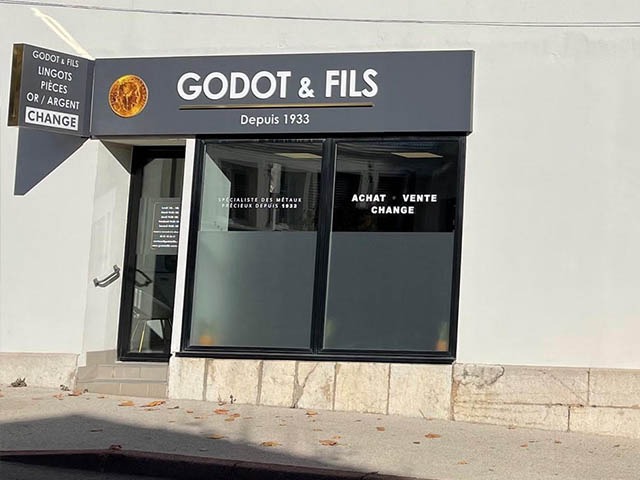 GODOT & FILS
LINGOTS
PIÈCES
OR / ARGENT
CHANGE
GODOT & FILS
Depuis 1933
SPÉCIALISTE DES MÉTAUX
PRÉCIEUX DEPUIS 1933
ACHAT - VENTE
CHANGE